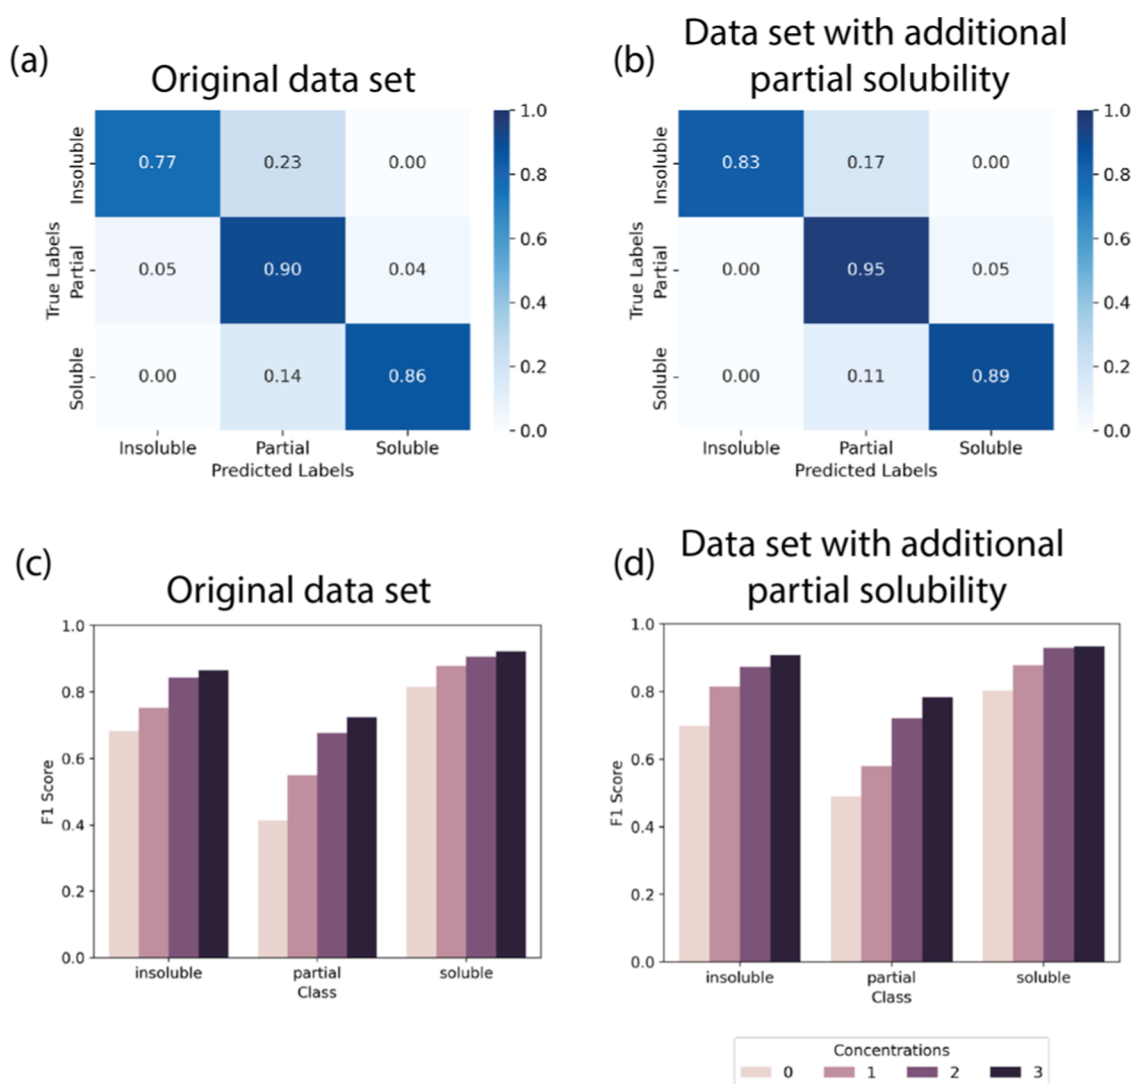 (a)
Original data set
Insoluble
Partial
Soluble
True Labels
0.77 0.23 0.00
0.05 0.90 0.04
0.00 0.14 0.86
Insoluble Partial Soluble
Predicted Labels
1.0
0.8
0.6
0.4
0.2
0.0
(b)
Data set with additional
partial solubility
Insoluble
Partial
Soluble
True Labels
0.83 0.17 0.00
0.00 0.95 0.05
0.00 0.11 0.89
Insoluble Partial Soluble
Predicted Labels
1.0
0.8
0.6
0.4
0.2
0.0
(c)
Original data set
1.0
0.8
0.6
0.4
0.2
0.0
F1 Score
insoluble partial soluble
Class
(d)
Data set with additional
partial solubility
1.0
0.8
0.6
0.4
0.2
0.0
F1 Score
insoluble partial soluble
Class
Concentrations
0 1 2 3